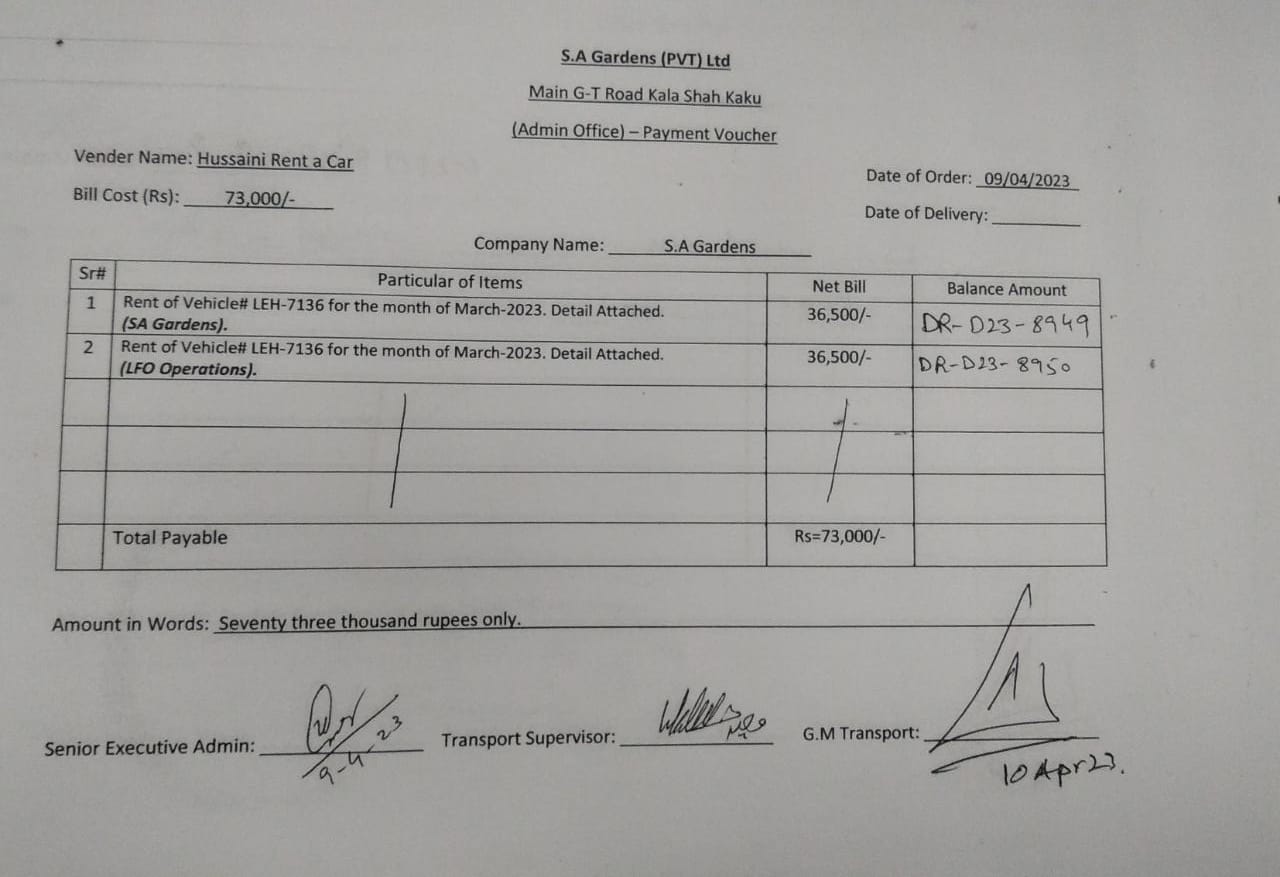 S.A Gardens (PVT) Ltd
Main G-T Road Kala Shah Kaku
(Admin Office) – Payment Voucher
Vender Name: Hussaini Rent a Car
Date of Order: 09/04/2023
Bill Cost (Rs): 73,000/-
Date of Delivery:
Company Name: S.A Gardens
Sr# Particular of Items Net Bill Balance Amount
1 Rent of Vehicle# LEH-7136 for the month of March-2023. Detail Attached. 36,500/- DR-D23-8949
(SA Gardens).
2 Rent of Vehicle# LEH-7136 for the month of March-2023. Detail Attached. 36,500/- DR-D23-8950
(LFO Operations).
Total Payable Rs=73,000/-
Amount in Words: Seventy three thousand rupees only.
Senior Executive Admin: 9-4-23 Transport Supervisor: G.M Transport:
10 Apr 23.